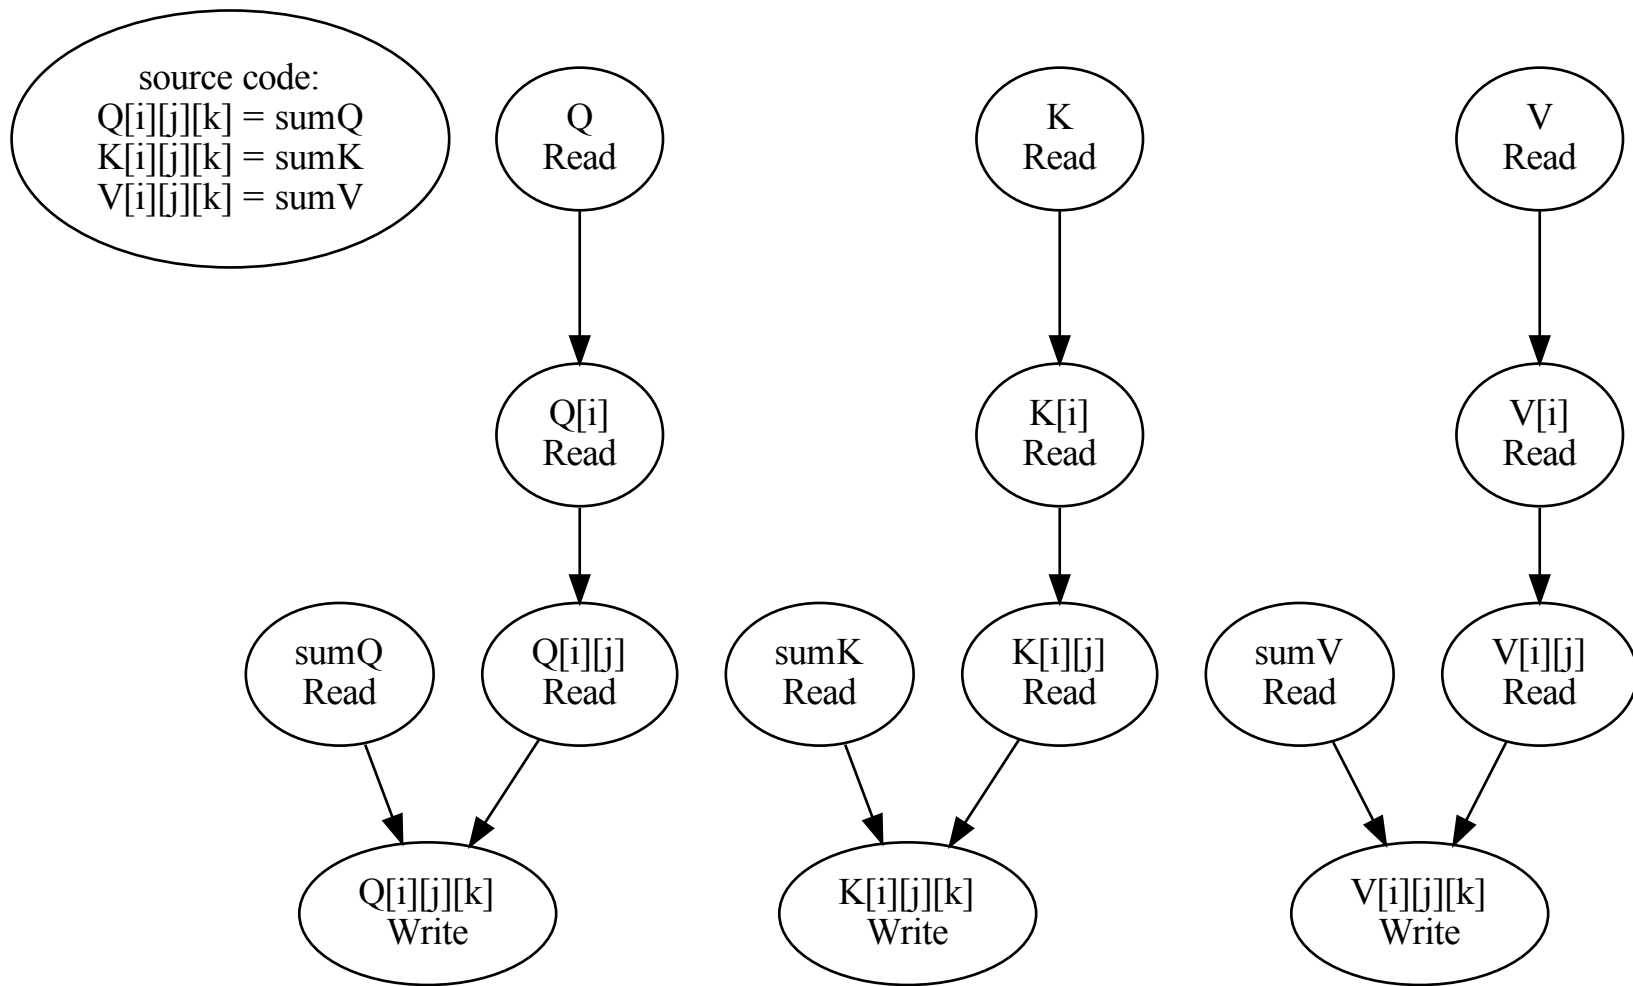 source code:
Q[i][j][k] = sumQ
K[i][j][k] = sumK
V[i][j][k] = sumV
Q
Read
K
Read
V
Read
Q[i]
Read
K[i]
Read
V[i]
Read
sumQ
Read
Q[i][j]
Read
sumK
Read
K[i][j]
Read
sumV
Read
V[i][j]
Read
Q[i][j][k]
Write
K[i][j][k]
Write
V[i][j][k]
Write